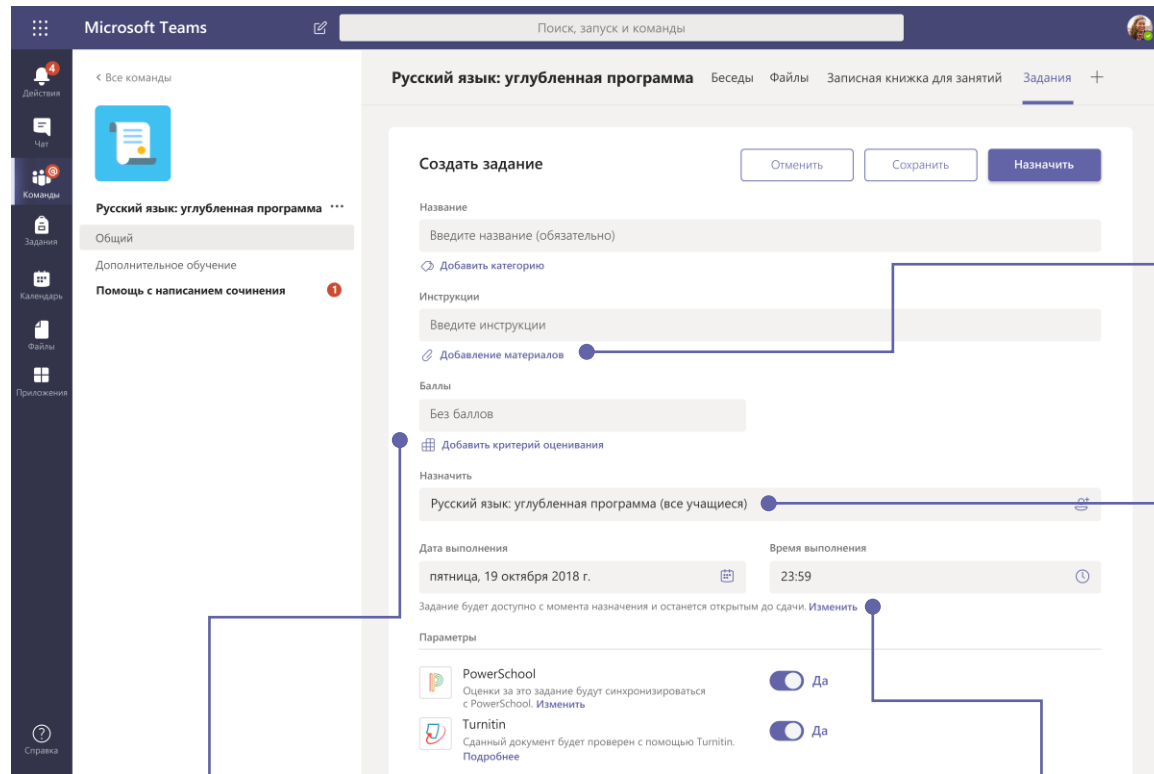 Microsoft Teams
Поиск, запуск и команды
4
Действия
Чат
@
Команды
Задания
Календарь
Файлы
Приложения
?
Справка
< Все команды
Русский язык: углубленная программа ...
Общий
Дополнительное обучение
Помощь с написанием сочинения 1
Русский язык: углубленная программа Беседы Файлы Записная книжка для занятий Задания +
Создать задание Отменить Сохранить Назначить
Название
Введите название (обязательно)
Добавить категорию
Инструкции
Введите инструкции
Добавление материалов
Баллы
Без баллов
Добавить критерий оценивания
Назначить
Русский язык: углубленная программа (все учащиеся)
Дата выполнения Время выполнения
пятница, 19 октября 2018 г. 23:59
Задание будет доступно с момента назначения и останется открытым до сдачи. Изменить
Параметры
PowerSchool Да
Оценки за это задание будут синхронизироваться
с PowerSchool. Изменить
Turnitin Да
Сданный документ будет проверен с помощью Turnitin.
Подробнее